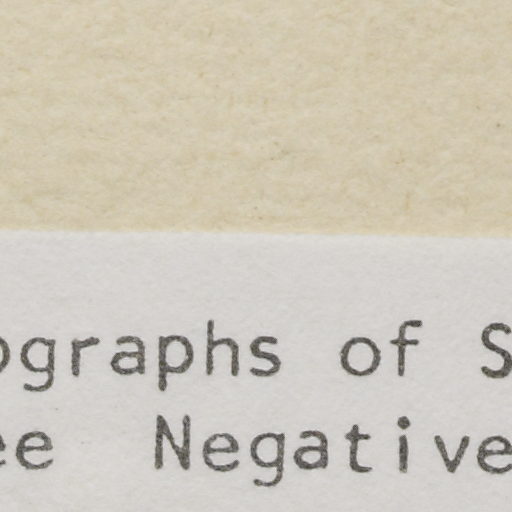 ographs of S
ee Negative